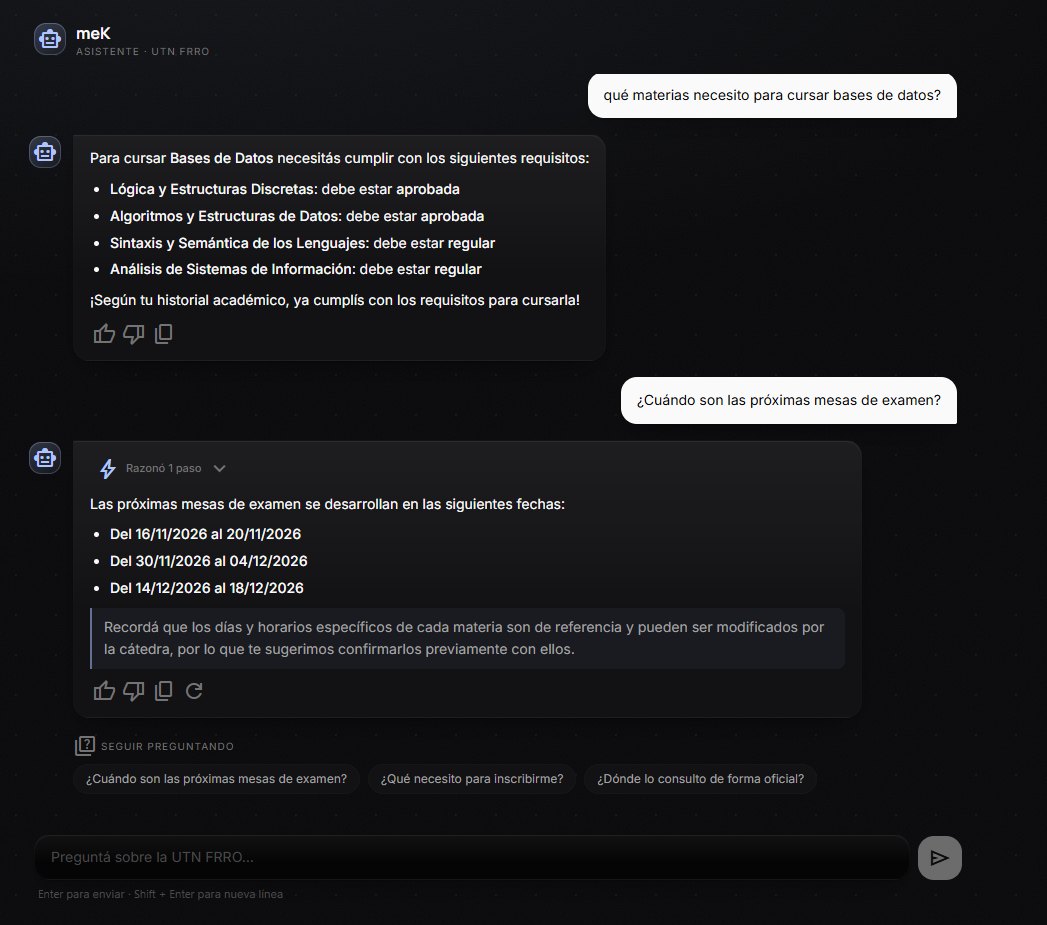 meK
ASISTENTE · UTN FRRO
qué materias necesito para cursar bases de datos?
Para cursar Bases de Datos necesitás cumplir con los siguientes requisitos:
• Lógica y Estructuras Discretas: debe estar aprobada
• Algoritmos y Estructuras de Datos: debe estar aprobada
• Sintaxis y Semántica de los Lenguajes: debe estar regular
• Análisis de Sistemas de Información: debe estar regular
¡Según tu historial académico, ya cumplís con los requisitos para cursarla!
¿Cuándo son las próximas mesas de examen?
Razonó 1 paso
Las próximas mesas de examen se desarrollan en las siguientes fechas:
• Del 16/11/2026 al 20/11/2026
• Del 30/11/2026 al 04/12/2026
• Del 14/12/2026 al 18/12/2026
Recordá que los días y horarios específicos de cada materia son de referencia y pueden ser modificados por
la cátedra, por lo que te sugerimos confirmarlos previamente con ellos.
SEGUIR PREGUNTANDO
¿Cuándo son las próximas mesas de examen?
¿Qué necesito para inscribirme?
¿Dónde lo consulto de forma oficial?
Preguntá sobre la UTN FRRO...
Enter para enviar · Shift + Enter para nueva línea